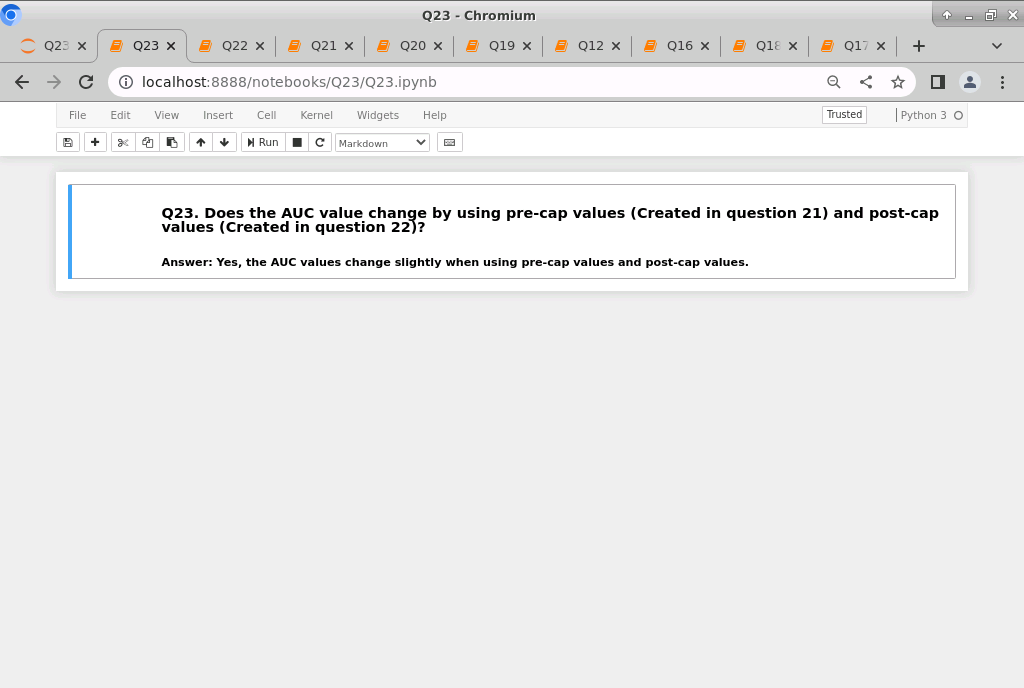 Q23 - Chromium
Q23 Q23 Q22 Q21 Q20 Q19 Q12 Q16 Q18 Q17
localhost:8888/notebooks/Q23/Q23.ipynb
File Edit View Insert Cell Kernel Widgets Help Trusted Python 3
Run Markdown
Q23. Does the AUC value change by using pre-cap values (Created in question 21) and post-cap
values (Created in question 22)?
Answer: Yes, the AUC values change slightly when using pre-cap values and post-cap values.